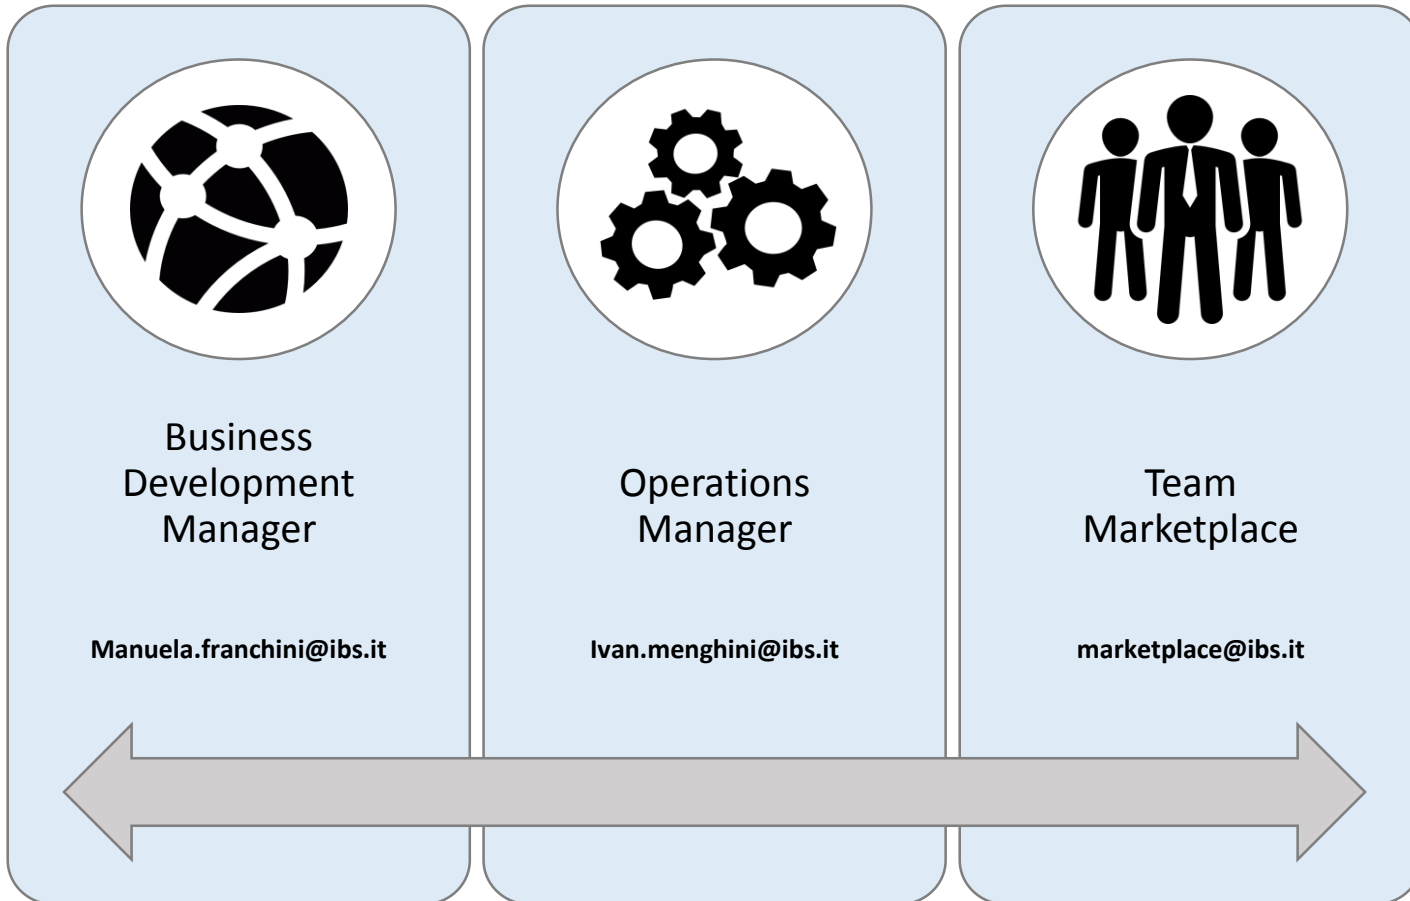 Business
Development
Manager
Manuela.franchini@ibs.it
Operations
Manager
Ivan.menghini@ibs.it
Team
Marketplace
marketplace@ibs.it